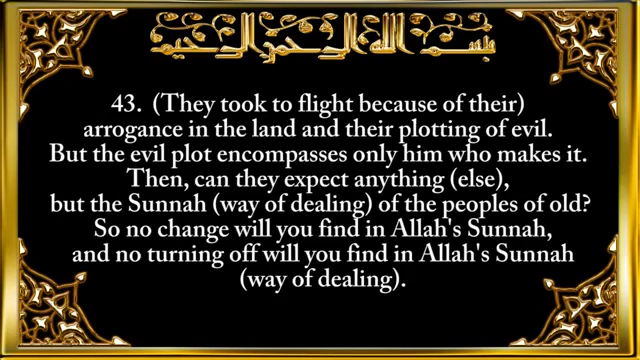 بسم الله الرحمن الرحيم
43. (They took to flight because of their)
arrogance in the land and their plotting of evil.
But the evil plot encompasses only him who makes it.
Then, can they expect anything (else),
but the Sunnah (way of dealing) of the peoples of old?
So no change will you find in Allah's Sunnah,
and no turning off will you find in Allah's Sunnah
(way of dealing).